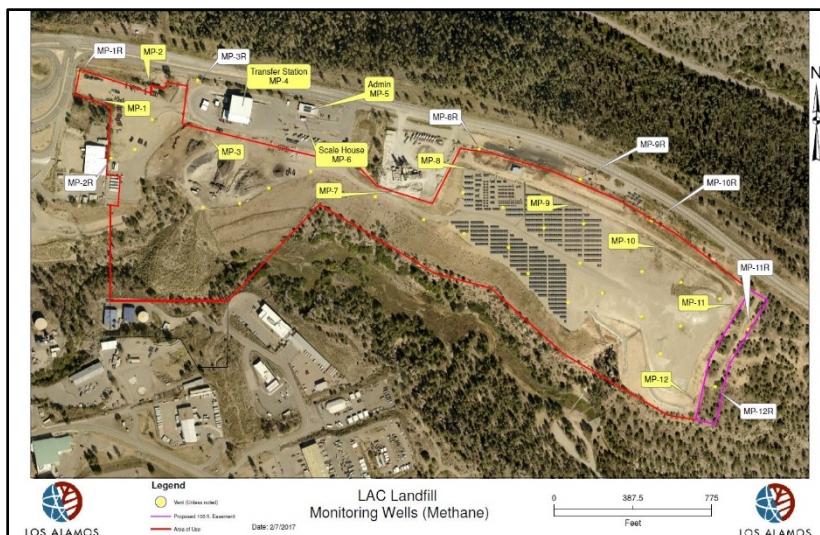 MP-1R
MP-2
MP-3R
Transfer Station
MP-4
Admin
MP-5
N
MP-1
MP-3
Scale House
MP-6
MP-8R
MP-9R
MP-2R
MP-7
MP-8
MP-9
MP-10R
MP-10
MP-11R
MP-11
MP-12
MP-12R
Legend
Vent (Unless noted)
Proposed 100 ft. Easement
Area of Use
Date: 2/7/2017
LAC Landfill
Monitoring Wells (Methane)
0 387.5 775
Feet
LOS ALAMOS
LOS ALAMOS